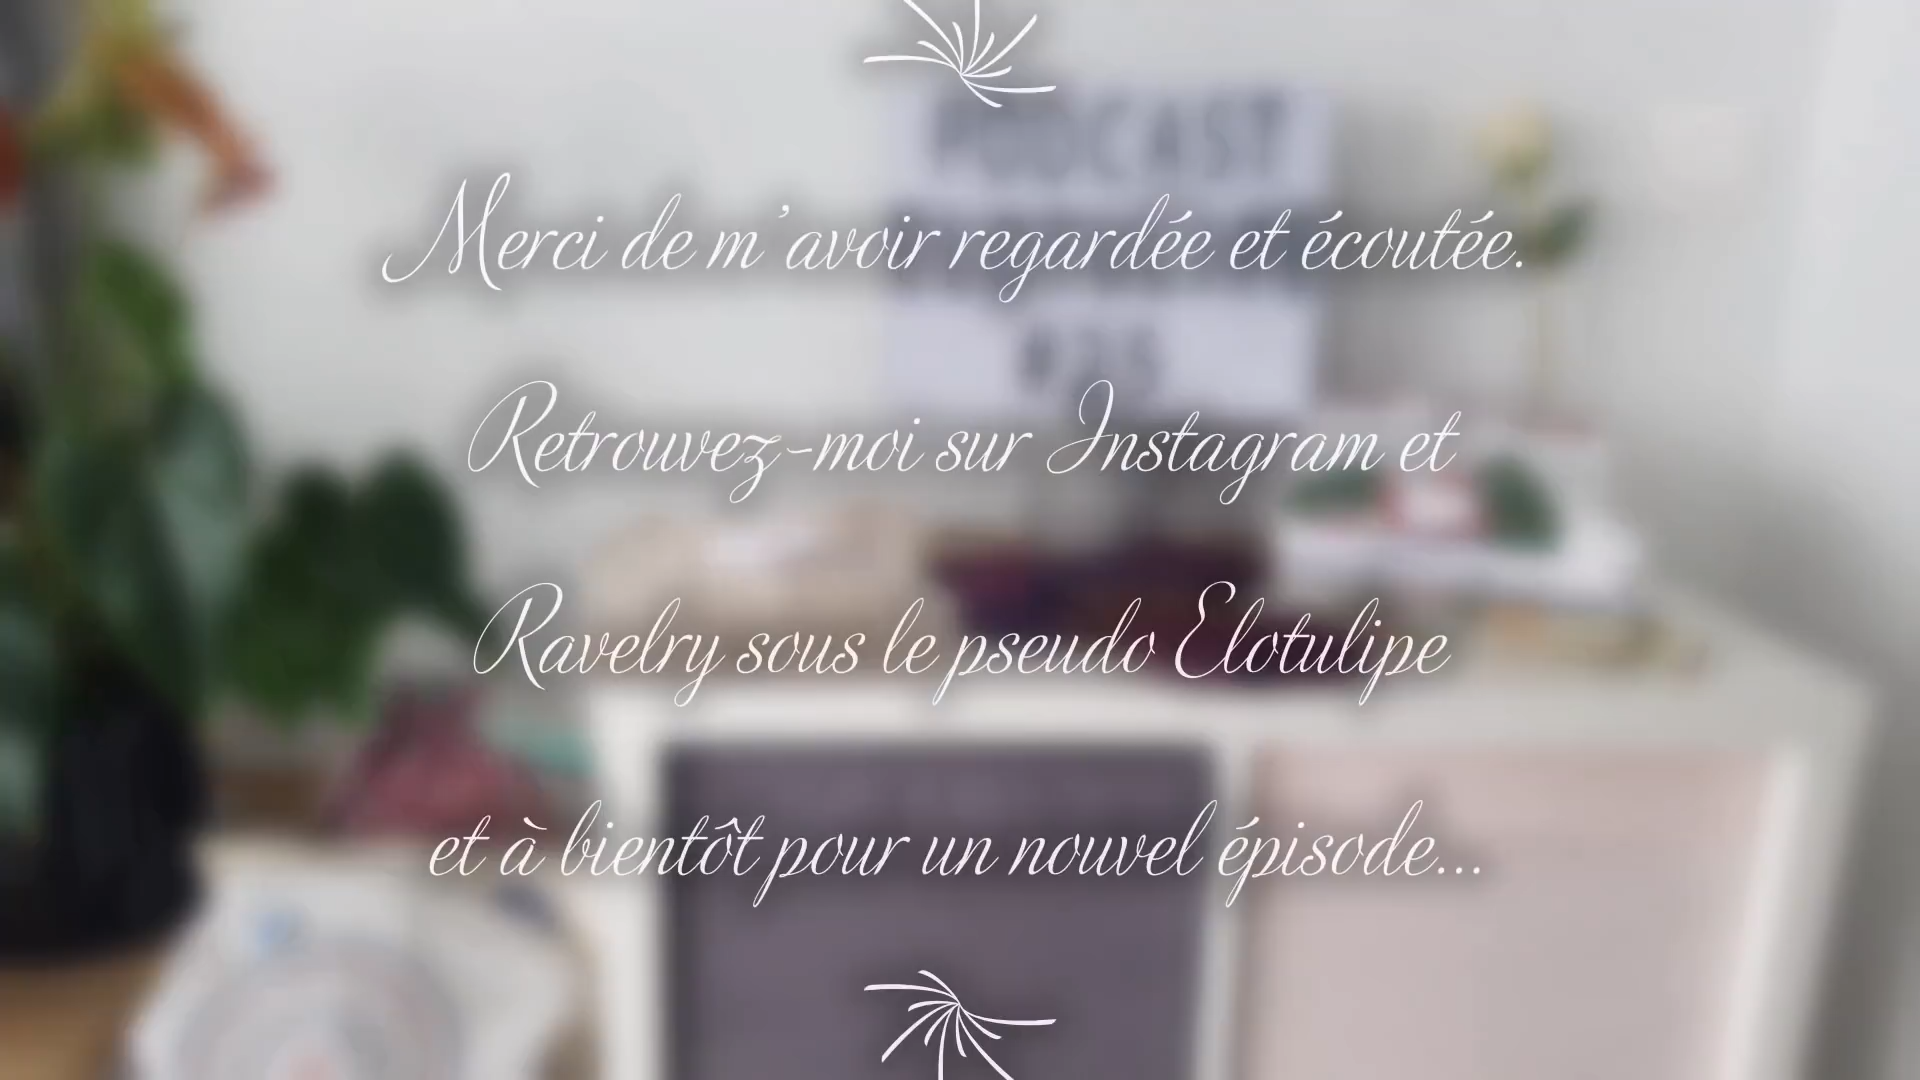 PODCAST
Merci de m'avoir regardée et écoutée.
Retrouvez-moi sur Instagram et
Ravelry sous le pseudo Elotulipe
et à bientôt pour un nouvel épisode...